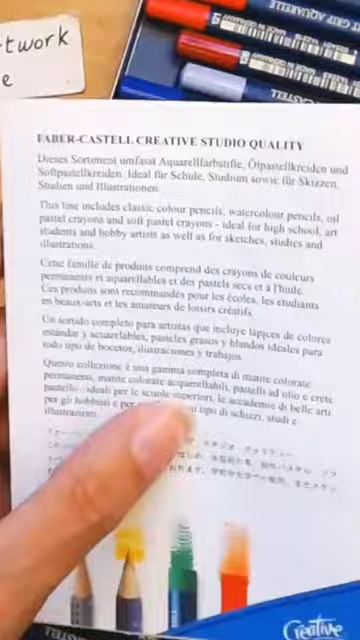 twork
e
GRIP AQUARELLE
FABER-CASTELL CREATIVE STUDIO QUALITY
Dieses Sortiment umfasst Aquarellfarbstifte, Ölpastellkreiden und
Softpastellkreiden. Ideal für Schule, Studium sowie für Skizzen,
Studien und Illustrationen.
This line includes classic colour pencils, watercolour pencils, oil
pastel crayons and soft pastel crayons - ideal for high school, art
students and hobby artists as well as for sketches, studies and
illustrations.
Cette famille de produits comprend des crayons de couleurs
permanents et aquarellables et des pastels secs et à l'huile.
Ces produits sont recommandés pour les écoles, les étudiants
en beaux-arts et les amateurs de loisirs créatifs.
Un surtido completo para artistas que incluye lápices de colores
estándar y acuarelables, pasteles grasos y blandos ideales para
todo tipo de bocetos, ilustraciones y trabajos.
Questo collezione è una gamma completa di matite colorate
permanenti, matite colorate acquerellabili, pastelli ad olio e crete
pastello - ideali per le scuole superiori, le accademie di belle arti,
per gli hobbisti e per tipo di schizzi, studi e
illustrazioni.
Creative